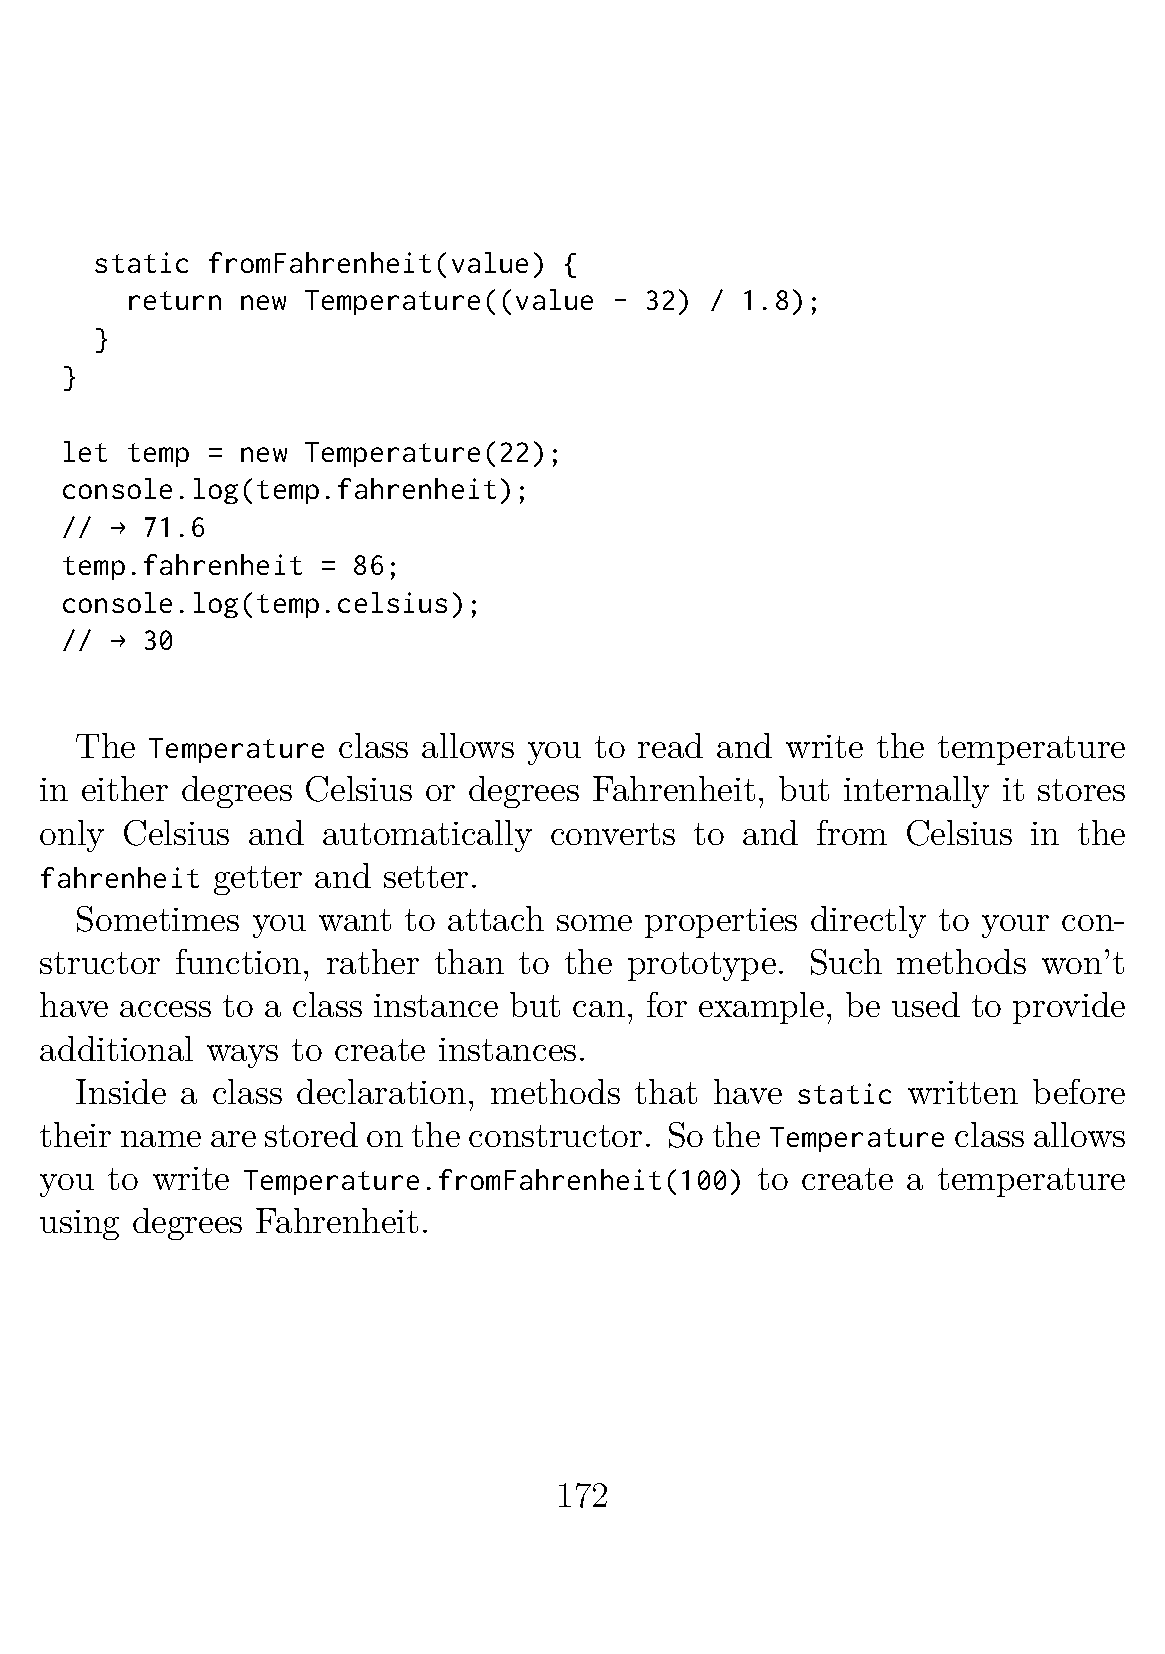 static fromFahrenheit(value) {
    return new Temperature((value - 32) / 1.8);
  }
}
let temp = new Temperature(22);
console.log(temp.fahrenheit);
// → 71.6
temp.fahrenheit = 86;
console.log(temp.celsius);
// → 30
The Temperature class allows you to read and write the temperature
in either degrees Celsius or degrees Fahrenheit, but internally it stores
only Celsius and automatically converts to and from Celsius in the
fahrenheit getter and setter.
Sometimes you want to attach some properties directly to your con-
structor function, rather than to the prototype. Such methods won't
have access to a class instance but can, for example, be used to provide
additional ways to create instances.
Inside a class declaration, methods that have static written before
their name are stored on the constructor. So the Temperature class allows
you to write Temperature.fromFahrenheit(100) to create a temperature
using degrees Fahrenheit.
172